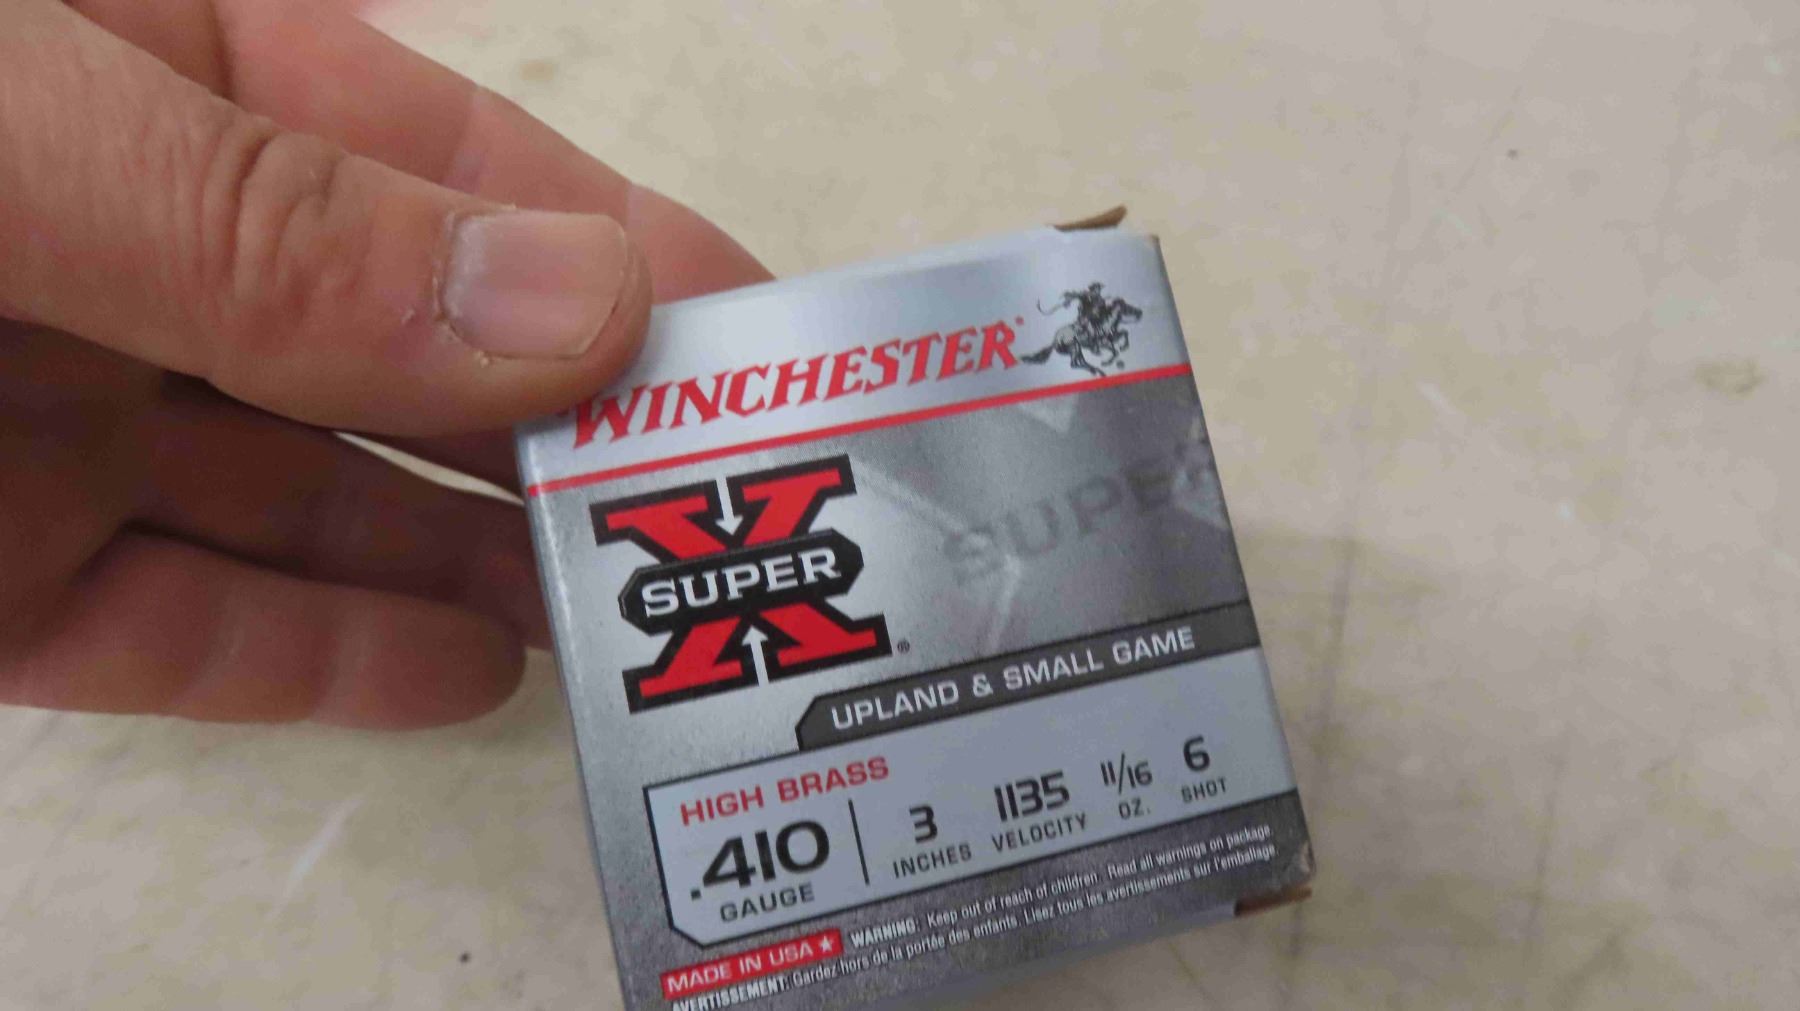 WINCHESTER®
SUPER X®
SUPER
UPLAND & SMALL GAME
HIGH BRASS
.410 GAUGE
3 INCHES
1135 VELOCITY
11/16 OZ.
6 SHOT
MADE IN USA ★
WARNING: Keep out of reach of children. Read all warnings on package.
AVERTISSEMENT: Gardez hors de la portée des enfants. Lisez tous les avertissements sur l'emballage.